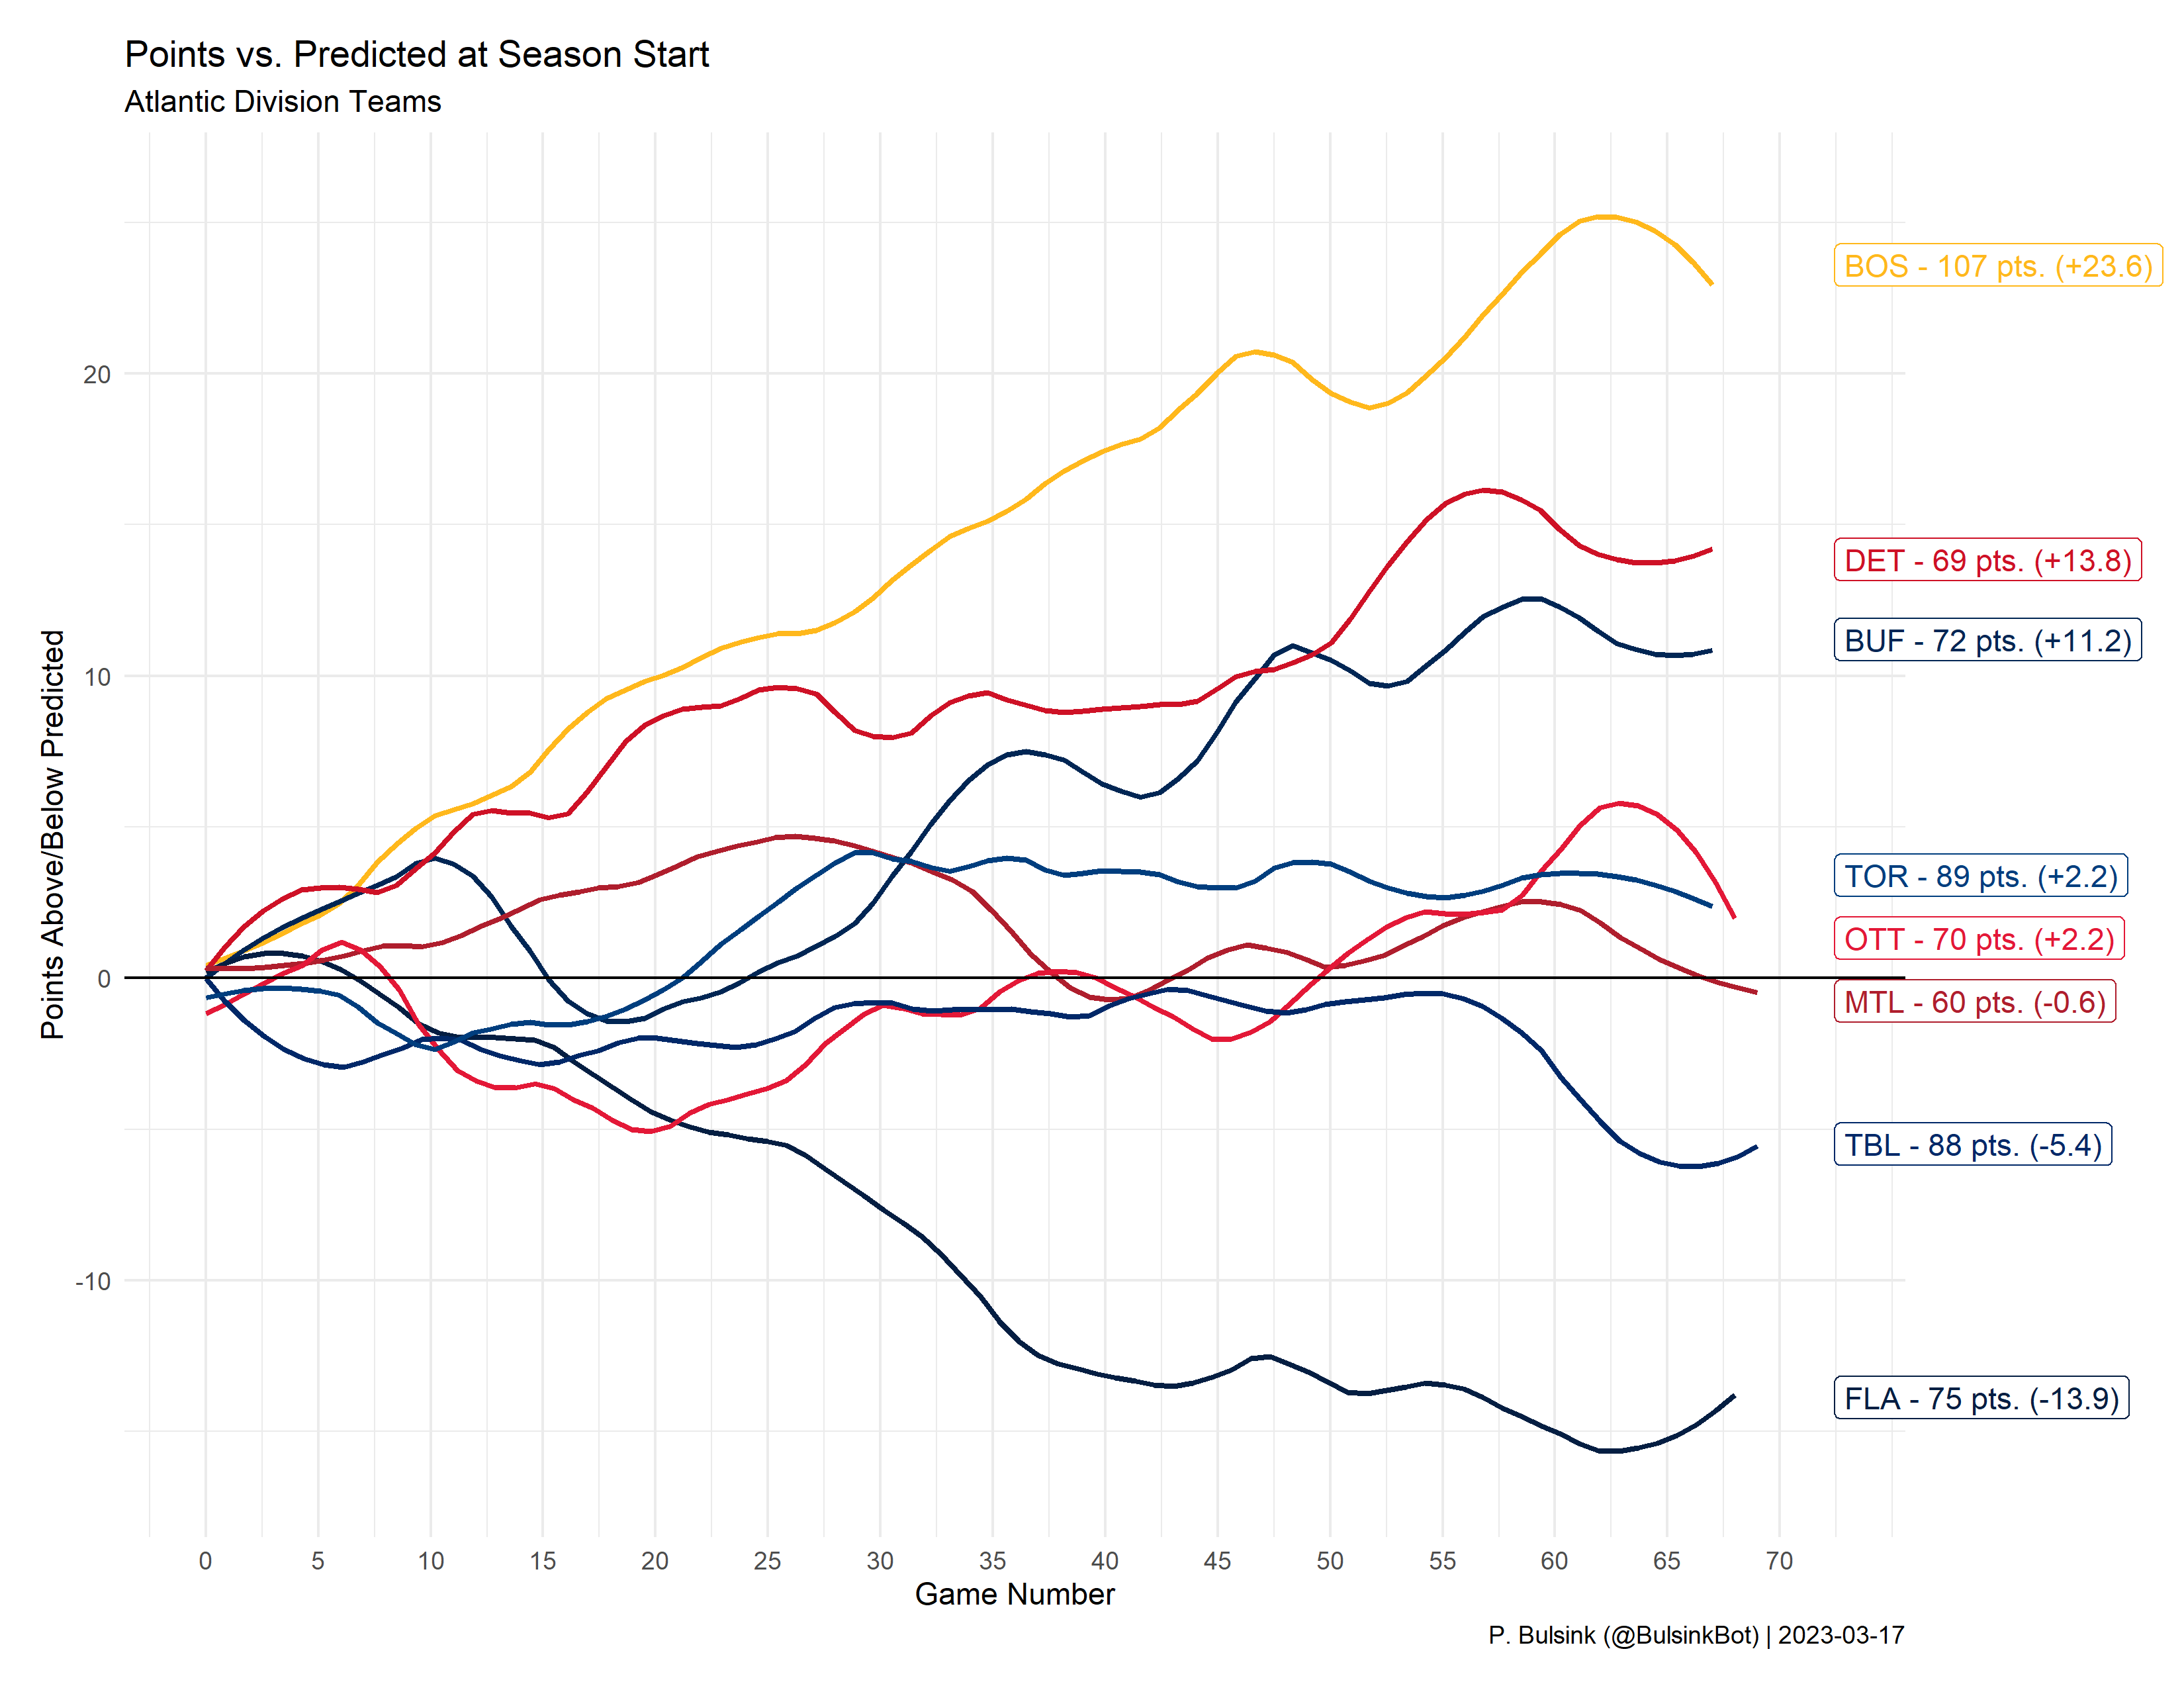 Points vs. Predicted at Season Start
Atlantic Division Teams
Points Above/Below Predicted
20
10
0
-10
BOS - 107 pts. (+23.6)
DET - 69 pts. (+13.8)
BUF - 72 pts. (+11.2)
TOR - 89 pts. (+2.2)
OTT - 70 pts. (+2.2)
MTL - 60 pts. (-0.6)
TBL - 88 pts. (-5.4)
FLA - 75 pts. (-13.9)
0 5 10 15 20 25 30 35 40 45 50 55 60 65 70
Game Number
P. Bulsink (@BulsinkBot) | 2023-03-17